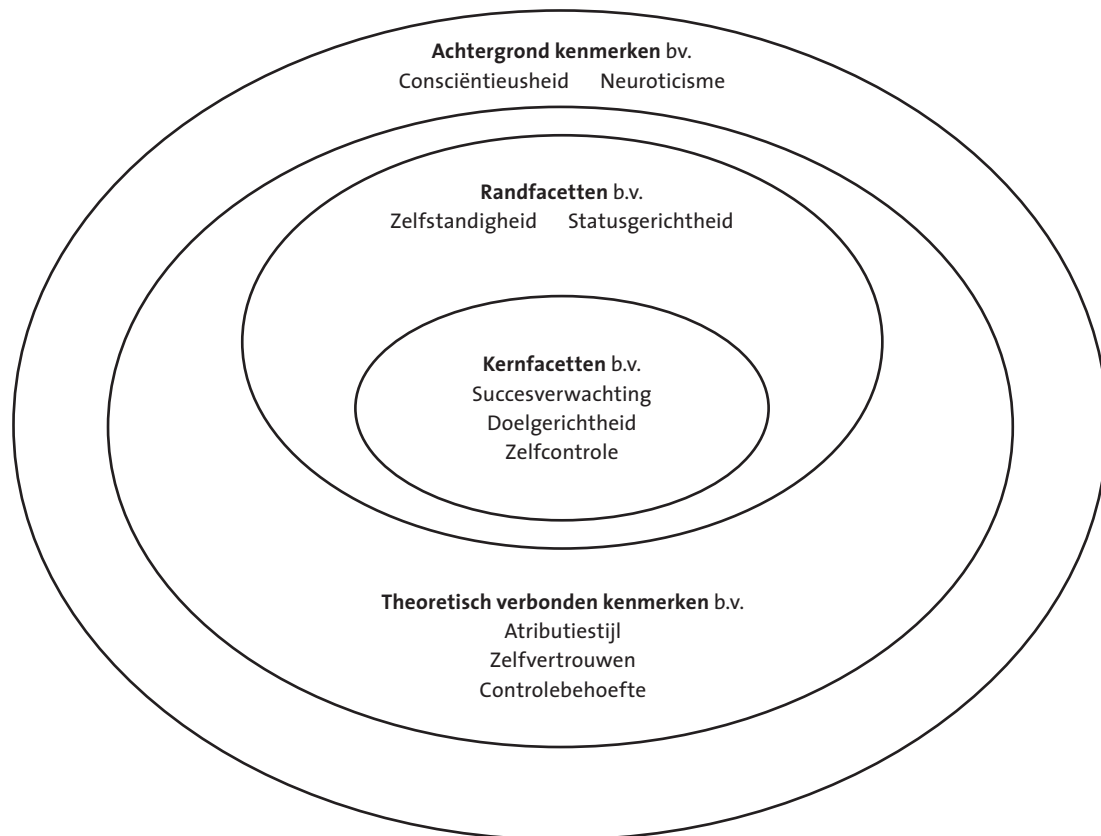 Achtergrond kenmerken bv.
Consciëntieusheid Neuroticisme
Randfacetten b.v.
Zelfstandigheid Statusgerichtheid
Kernfacetten b.v.
Succesverwachting
Doelgerichtheid
Zelfcontrole
Theoretisch verbonden kenmerken b.v.
Atributiestijl
Zelfvertrouwen
Controlebehoefte